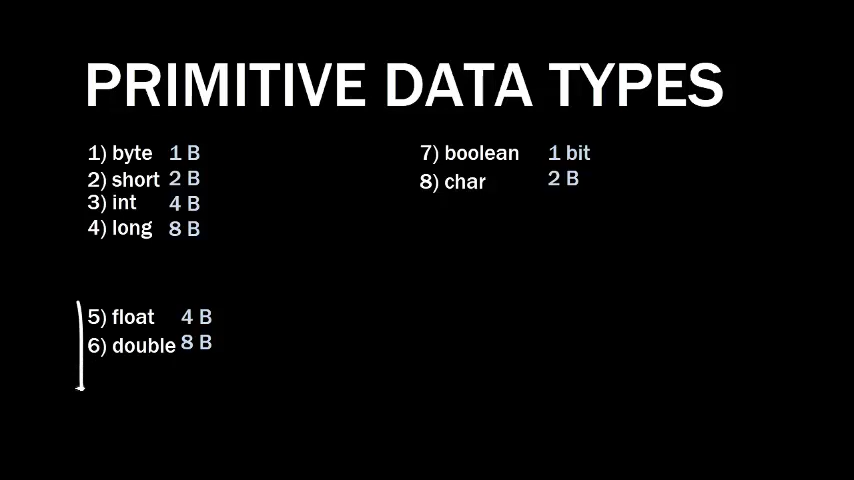 PRIMITIVE DATA TYPES
1) byte 1 B
2) short 2 B
3) int 4 B
4) long 8 B
5) float 4 B
6) double 8 B
7) boolean 1 bit
8) char 2 B